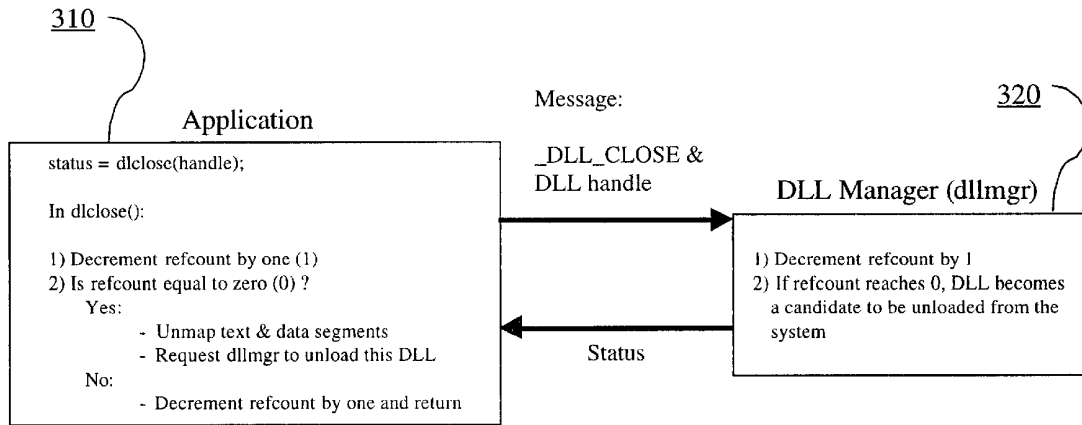 310
320
Application
Message:
_DLL_CLOSE &
DLL handle
DLL Manager (dllmgr)
status = dlclose(handle);
In dlclose():
1) Decrement refcount by one (1)
2) Is refcount equal to zero (0) ?
Yes:
- Unmap text & data segments
- Request dllmgr to unload this DLL
No:
- Decrement refcount by one and return
1) Decrement refcount by 1
2) If refcount reaches 0, DLL becomes
a candidate to be unloaded from the
system
Status